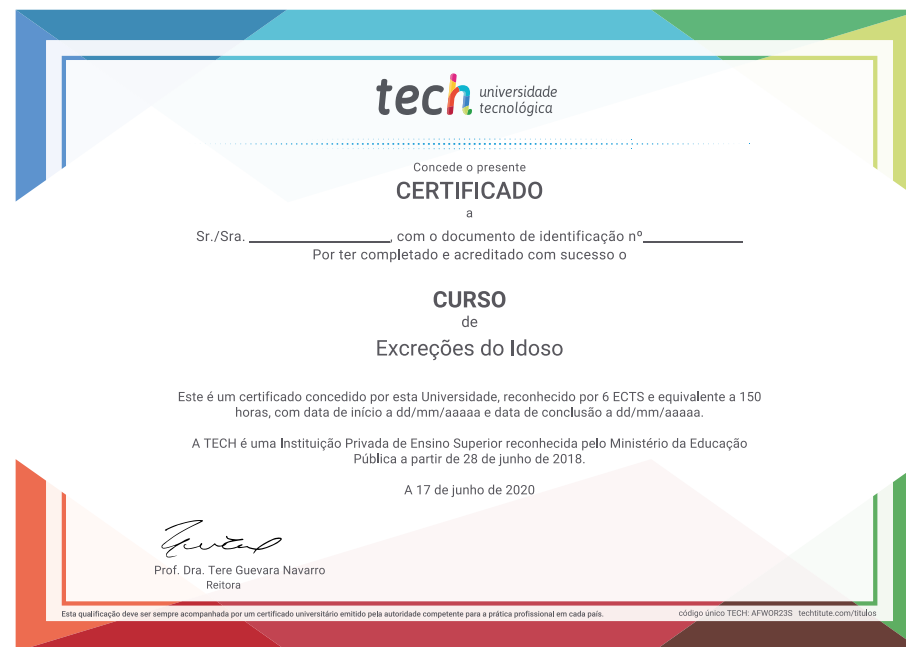 tech universidade
tecnológica
Concede o presente
CERTIFICADO
a
Sr./Sra. ____________________, com o documento de identificação nº______________
Por ter completado e acreditado com sucesso o
CURSO
de
Excreções do Idoso
Este é um certificado concedido por esta Universidade, reconhecido por 6 ECTS e equivalente a 150
horas, com data de início a dd/mm/aaaaa e data de conclusão a dd/mm/aaaaa.
A TECH é uma Instituição Privada de Ensino Superior reconhecida pelo Ministério da Educação
Pública a partir de 28 de junho de 2018.
A 17 de junho de 2020
Prof. Dra. Tere Guevara Navarro
Reitora
Esta qualificação deve ser sempre acompanhada por um certificado universitário emitido pela autoridade competente para a prática profissional em cada país. código único TECH: AFWOR23S techtitute.com/titulos